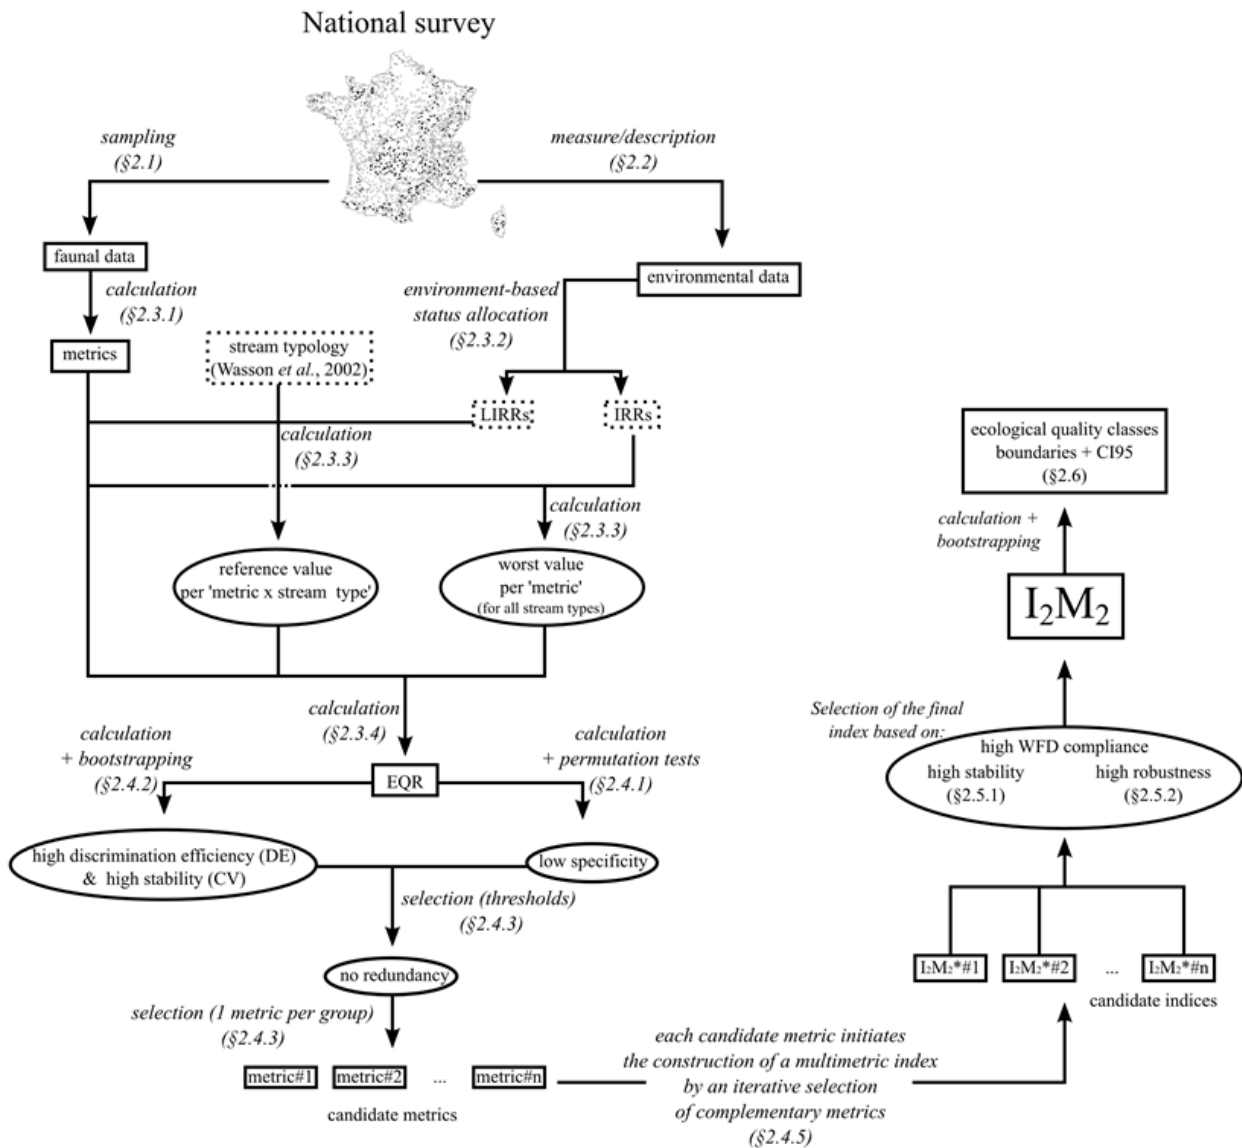 National survey
sampling
(§2.1)
measure/description
(§2.2)
faunal data
environmental data
calculation
(§2.3.1)
environment-based
status allocation
(§2.3.2)
metrics
stream typology
(Wasson et al., 2002)
LIRRs
IRRs
calculation
(§2.3.3)
calculation
(§2.3.3)
reference value
per 'metric x stream type'
worst value
per 'metric'
(for all stream types)
calculation
(§2.3.4)
calculation
+ bootstrapping
(§2.4.2)
calculation
+ permutation tests
(§2.4.1)
EQR
high discrimination efficiency (DE)
& high stability (CV)
low specificity
selection (thresholds)
(§2.4.3)
no redundancy
selection (1 metric per group)
(§2.4.3)
metric#1 metric#2 ... metric#n
candidate metrics
each candidate metric initiates
the construction of a multimetric index
by an iterative selection
of complementary metrics
(§2.4.5)
I₂M₂*#1 I₂M₂*#2 ... I₂M₂*#n
candidate indices
Selection of the final
index based on:
high WFD compliance
high stability
(§2.5.1)
high robustness
(§2.5.2)
I₂M₂
calculation +
bootstrapping
ecological quality classes
boundaries + CI95
(§2.6)